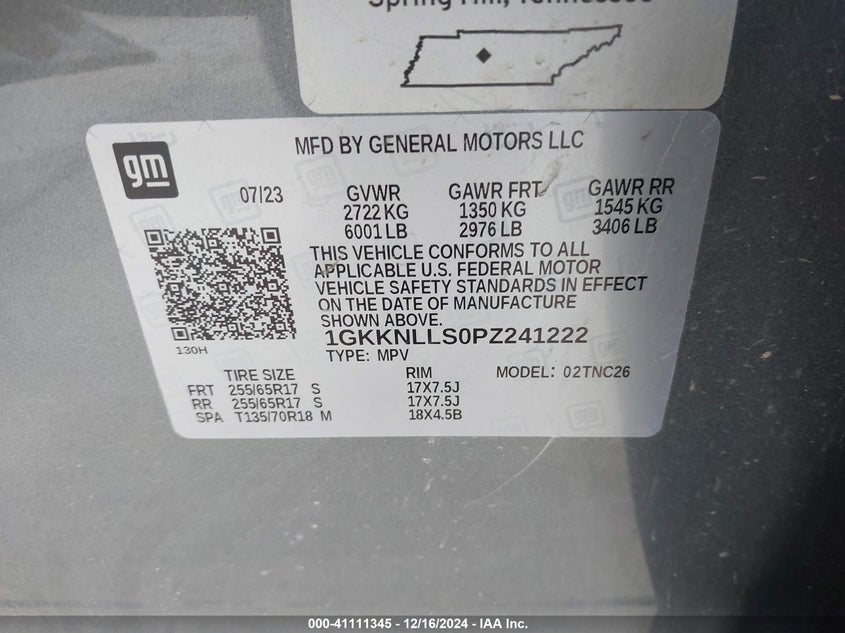 Spring Hill, Tennessee
gm
MFD BY GENERAL MOTORS LLC
07/23 GVWR GAWR FRT GAWR RR
2722 KG 1350 KG 1545 KG
6001 LB 2976 LB 3406 LB
THIS VEHICLE CONFORMS TO ALL
APPLICABLE U.S. FEDERAL MOTOR
VEHICLE SAFETY STANDARDS IN EFFECT
ON THE DATE OF MANUFACTURE
SHOWN ABOVE.
130H
1GKKNLLS0PZ241222
TYPE: MPV
TIRE SIZE RIM MODEL: 02TNC26
FRT 255/65R17 S 17X7.5J
RR 255/65R17 S 17X7.5J
SPA T135/70R18 M 18X4.5B
000-41111345 - 12/16/2024 - IAA Inc.